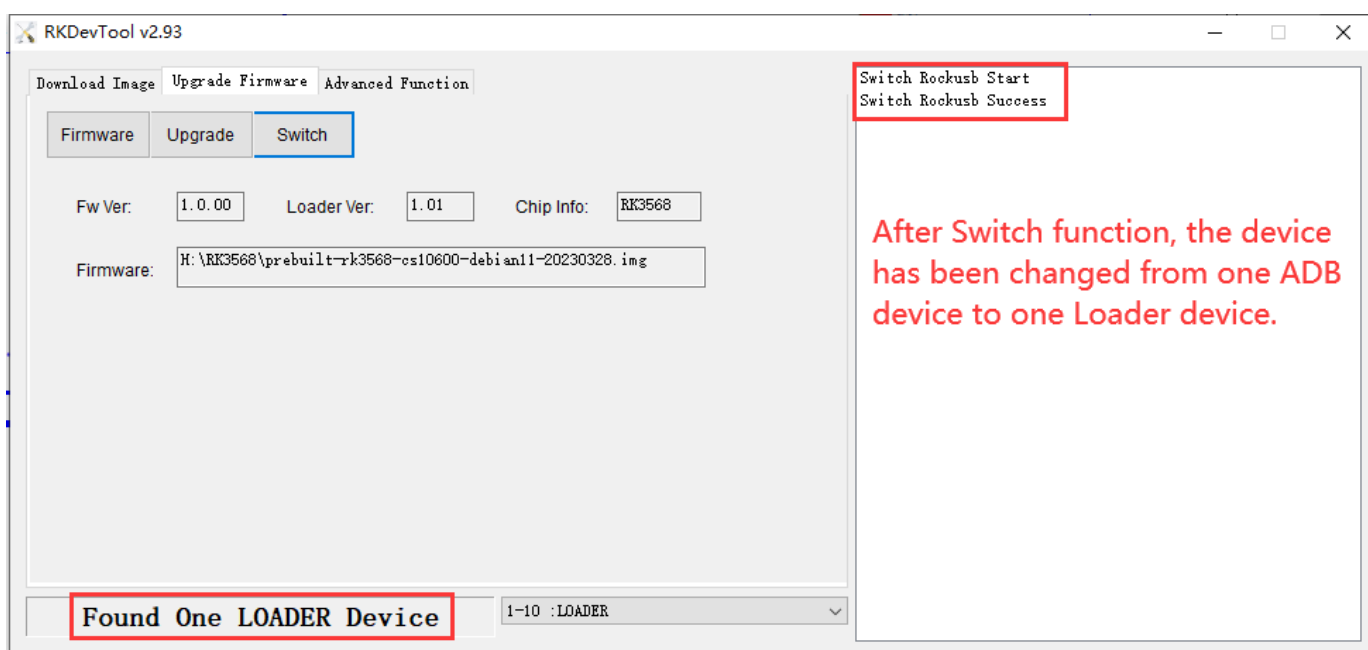 RKDevTool v2.93
Download Image Upgrade Firmware Advanced Function
Firmware Upgrade Switch
Fw Ver: 1.0.00 Loader Ver: 1.01 Chip Info: RK3568
Firmware: H:\RK3568\prebuilt-rk3568-cs10600-debian11-20230328.img
Found One LOADER Device 1-10 :LOADER
Switch Rockusb Start
Switch Rockusb Success
After Switch function, the device
has been changed from one ADB
device to one Loader device.